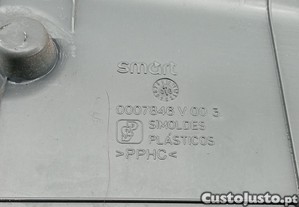 smart
0007848 V 00 3
SIMOLDES
PLÁSTICOS
>PPHC<
CustoJusto.pt